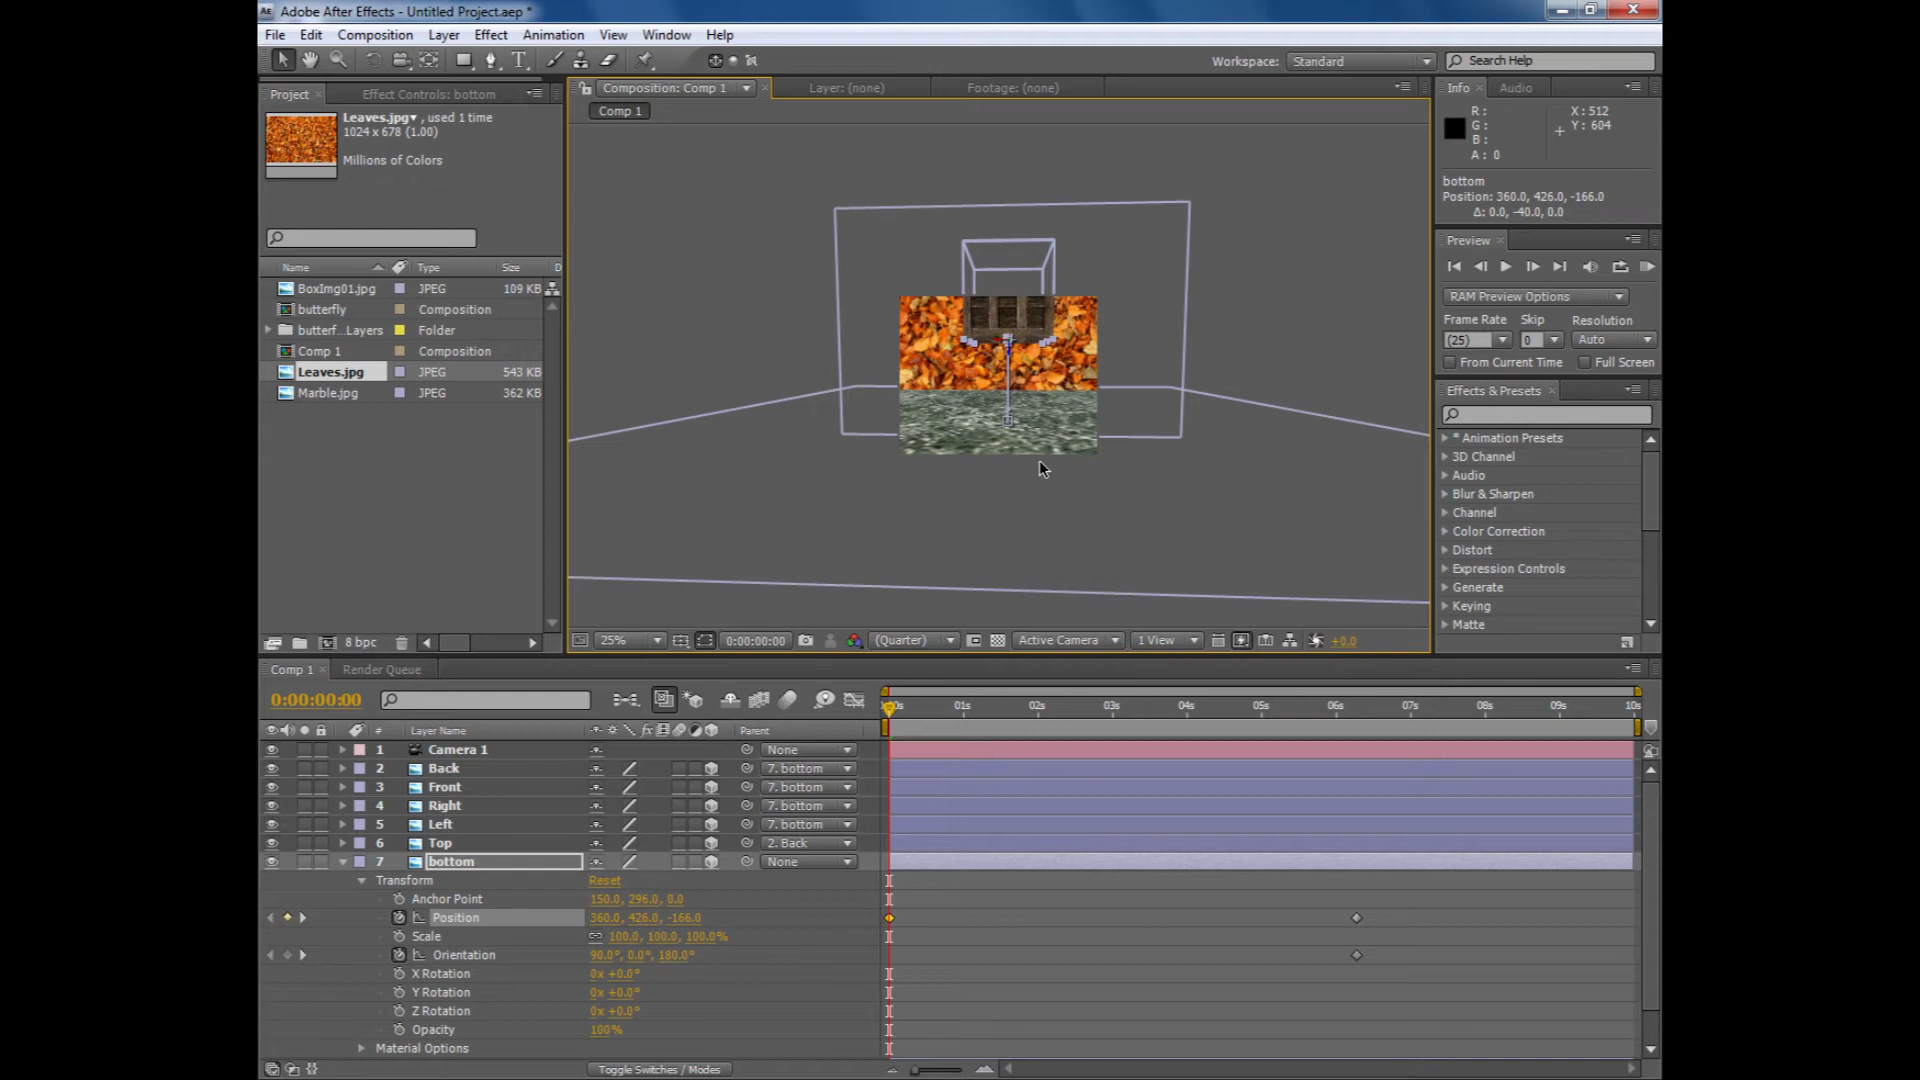 Adobe After Effects - Untitled Project.aep *
File Edit Composition Layer Effect Animation View Window Help
Workspace: Standard Search Help
Project Effect Controls: bottom
Composition: Comp 1 Layer: (none) Footage: (none)
Comp 1
Leaves.jpg , used 1 time
1024 x 678 (1.00)
Millions of Colors
Name Type Size D
BoxImg01.jpg JPEG 109 KB
butterfly Composition
butterf...Layers Folder
Comp 1 Composition
Leaves.jpg JPEG 543 KB
Marble.jpg JPEG 362 KB
8 bpc
25% 0:00:00:00 (Quarter) Active Camera 1 View +0.0
Info Audio
R: X: 512
G: Y: 604
B:
A: 0
bottom
Position: 360.0, 426.0, -166.0
Δ: 0.0, -40.0, 0.0
Preview
RAM Preview Options
Frame Rate Skip Resolution
(25) 0 Auto
From Current Time Full Screen
Effects & Presets
* Animation Presets
3D Channel
Audio
Blur & Sharpen
Channel
Color Correction
Distort
Expression Controls
Generate
Keying
Matte
Comp 1 Render Queue
0:00:00:00
01s 02s 03s 04s 05s 06s 07s 08s 09s 10s
# Layer Name Parent
1 Camera 1 None
2 Back 7. bottom
3 Front 7. bottom
4 Right 7. bottom
5 Left 7. bottom
6 Top 2. Back
7 bottom None
Transform Reset
Anchor Point 150.0, 296.0, 0.0
Position 360.0, 426.0, -166.0
Scale 100.0, 100.0, 100.0%
Orientation 90.0°, 0.0°, 180.0°
X Rotation 0x +0.0°
Y Rotation 0x +0.0°
Z Rotation 0x +0.0°
Opacity 100%
Material Options
Toggle Switches / Modes